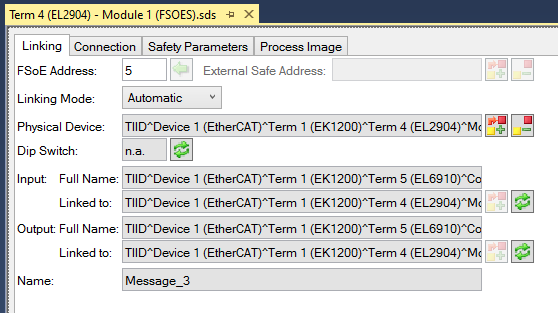 Term 4 (EL2904) - Module 1 (FSOES).sds
Linking Connection Safety Parameters Process Image
FSoE Address: 5 External Safe Address:
Linking Mode: Automatic
Physical Device: TIID^Device 1 (EtherCAT)^Term 1 (EK1200)^Term 4 (EL2904)^Mo
Dip Switch: n.a.
Input: Full Name: TIID^Device 1 (EtherCAT)^Term 1 (EK1200)^Term 5 (EL6910)^Co
Linked to: TIID^Device 1 (EtherCAT)^Term 1 (EK1200)^Term 4 (EL2904)^Mo
Output: Full Name: TIID^Device 1 (EtherCAT)^Term 1 (EK1200)^Term 5 (EL6910)^Co
Linked to: TIID^Device 1 (EtherCAT)^Term 1 (EK1200)^Term 4 (EL2904)^Mo
Name: Message_3